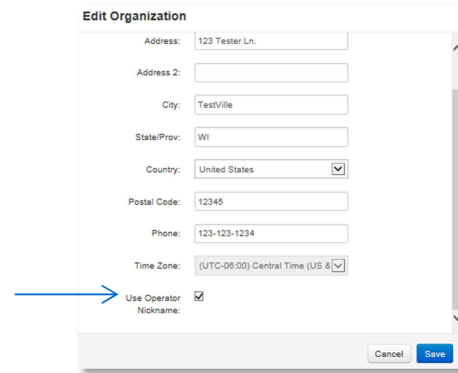 Edit Organization
Address: 123 Tester Ln.
Address 2:
City: TestVille
State/Prov: WI
Country: United States
Postal Code: 12345
Phone: 123-123-1234
Time Zone: (UTC-06:00) Central Time (US &
Use Operator
Nickname:
Cancel Save